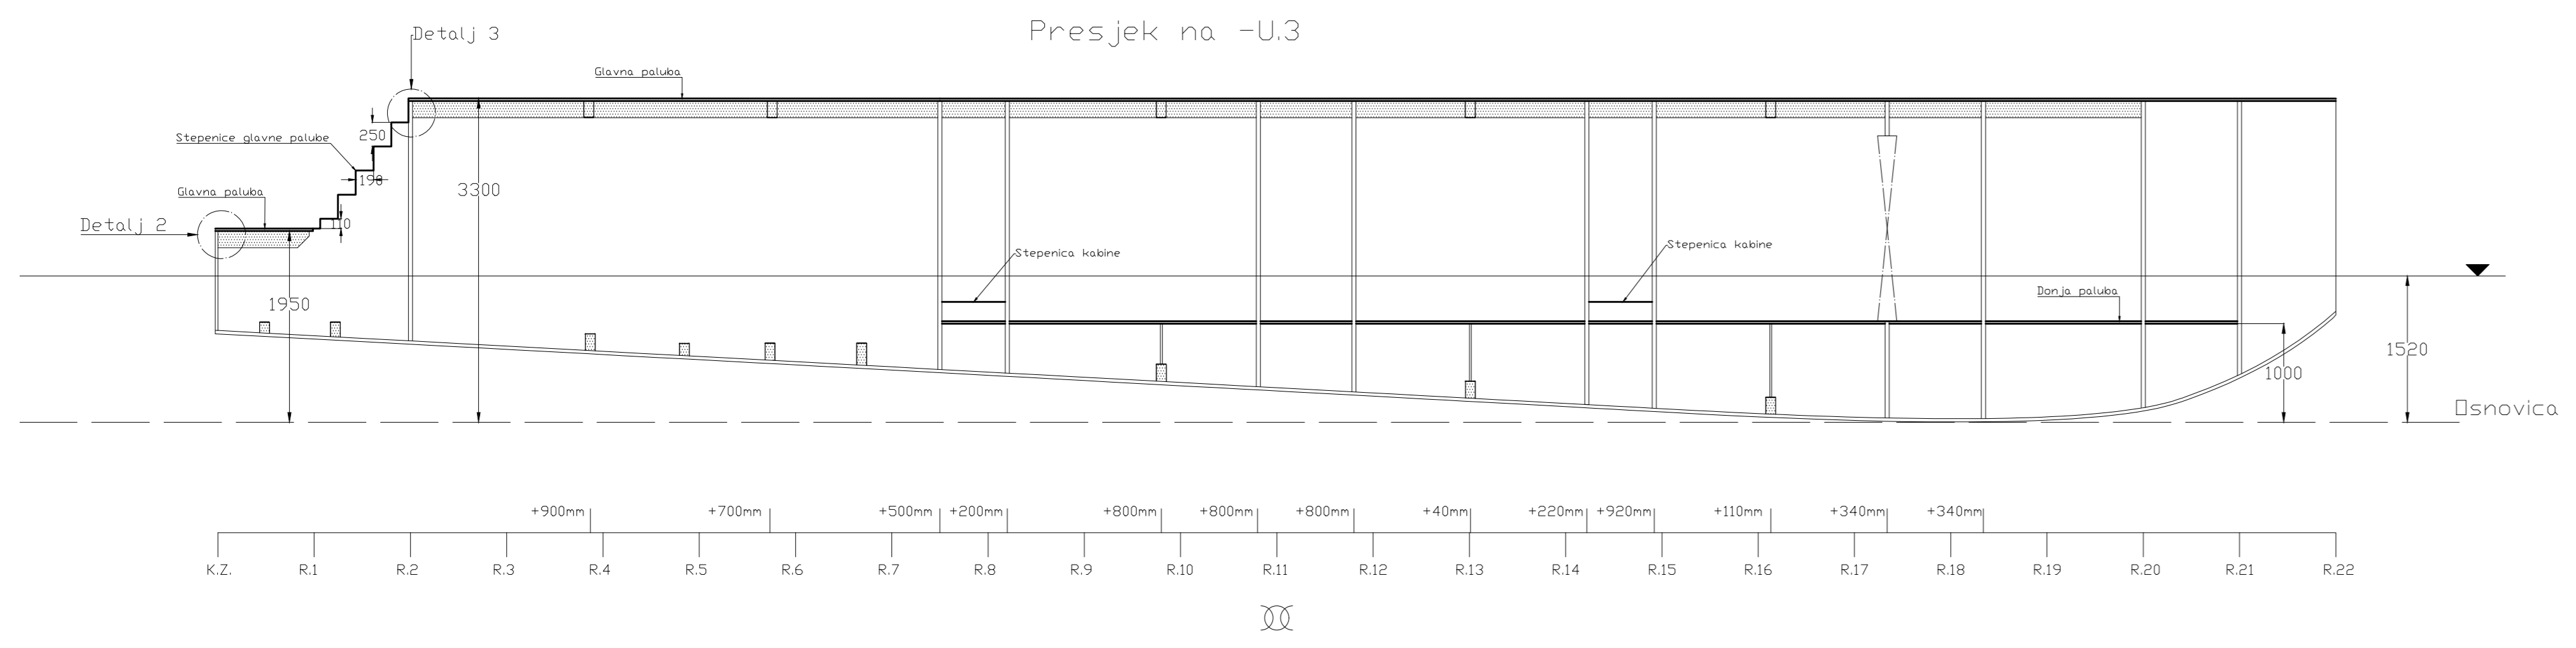 Presjek na -U.3
Detalj 3
Glavna paluba
250
Stepenice glavne palube
190
3300
Glavna paluba
Detalj 2
110
Stepenica kabine
Stepenica kabine
1950
Donja paluba
1520
1000
Osnovica
+900mm +700mm +500mm +200mm +800mm +800mm +800mm +40mm +220mm +920mm +110mm +340mm +340mm
K.Z. R.1 R.2 R.3 R.4 R.5 R.6 R.7 R.8 R.9 R.10 R.11 R.12 R.13 R.14 R.15 R.16 R.17 R.18 R.19 R.20 R.21 R.22